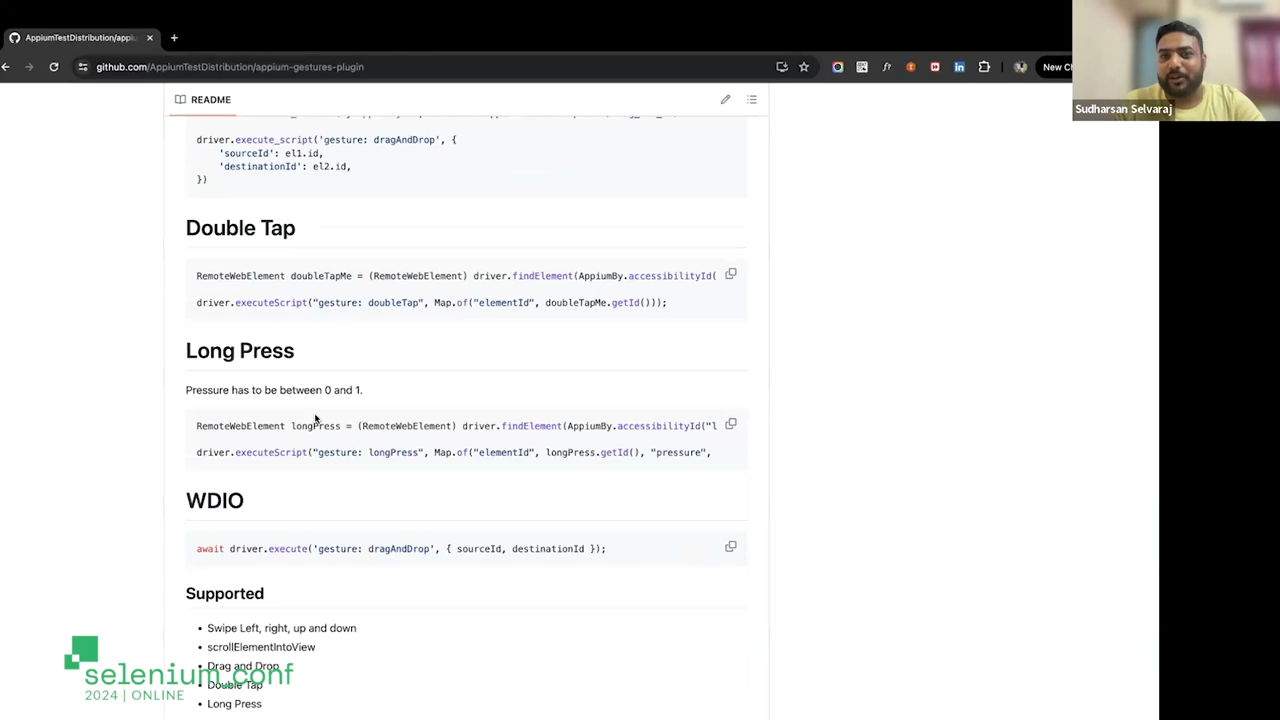 AppiumTestDistribution/appiu
github.com/AppiumTestDistribution/appium-gestures-plugin
New Ch
Sudharsan Selvaraj
README
driver.execute_script('gesture: dragAndDrop', {
'sourceId': el1.id,
'destinationId': el2.id,
})
Double Tap
RemoteWebElement doubleTapMe = (RemoteWebElement) driver.findElement(AppiumBy.accessibilityId(
driver.executeScript("gesture: doubleTap", Map.of("elementId", doubleTapMe.getId()));
Long Press
Pressure has to be between 0 and 1.
RemoteWebElement longPress = (RemoteWebElement) driver.findElement(AppiumBy.accessibilityId("l
driver.executeScript("gesture: longPress", Map.of("elementId", longPress.getId(), "pressure",
WDIO
await driver.execute('gesture: dragAndDrop', { sourceId, destinationId });
Supported
• Swipe Left, right, up and down
• scrollElementIntoView
• Drag and Drop
• Double Tap
• Long Press
selenium_conf
2024 | ONLINE